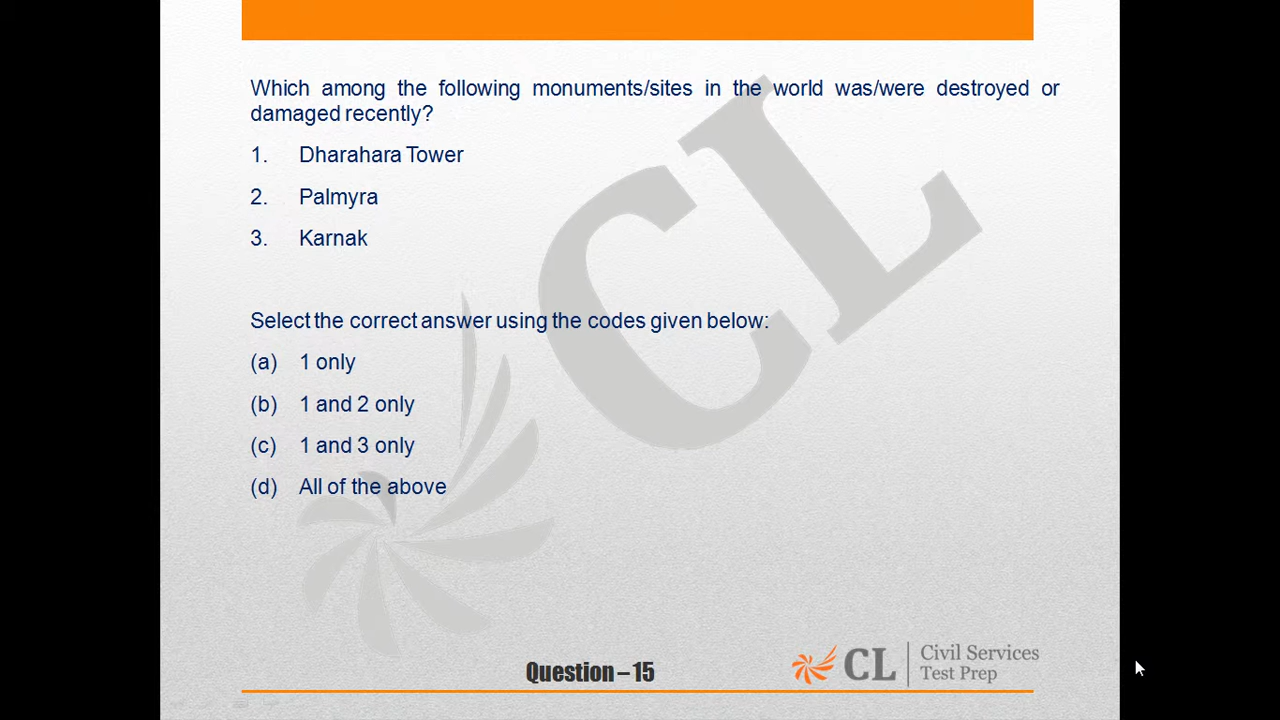 Which among the following monuments/sites in the world was/were destroyed or
damaged recently?
1. Dharahara Tower
2. Palmyra
3. Karnak
Select the correct answer using the codes given below:
(a) 1 only
(b) 1 and 2 only
(c) 1 and 3 only
(d) All of the above
CL
Question – 15
CL Civil Services
Test Prep